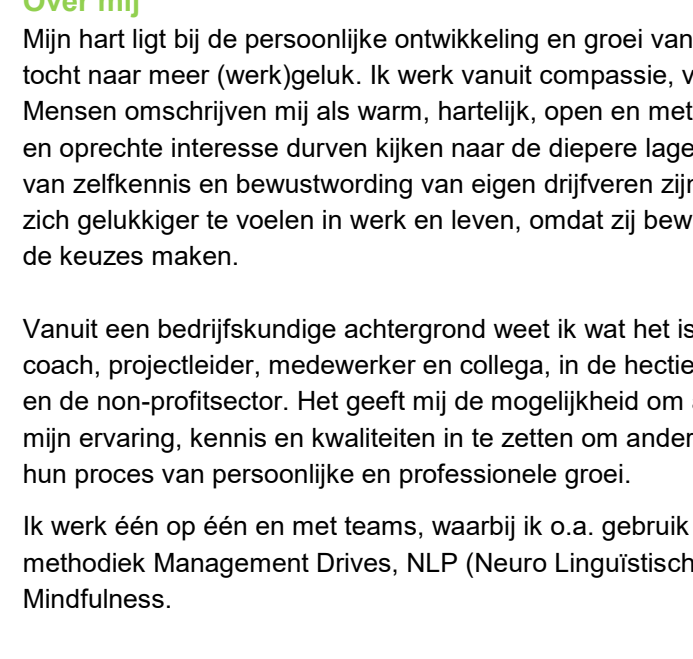 Over mij
Mijn hart ligt bij de persoonlijke ontwikkeling en groei van
tocht naar meer (werk)geluk. Ik werk vanuit compassie, v
Mensen omschrijven mij als warm, hartelijk, open en met
en oprechte interesse durven kijken naar de diepere lage
van zelfkennis en bewustwording van eigen drijfveren zijn
zich gelukkiger te voelen in werk en leven, omdat zij bew
de keuzes maken.
Vanuit een bedrijfskundige achtergrond weet ik wat het is
coach, projectleider, medewerker en collega, in de hectie
en de non-profitsector. Het geeft mij de mogelijkheid om
mijn ervaring, kennis en kwaliteiten in te zetten om ander
hun proces van persoonlijke en professionele groei.
Ik werk één op één en met teams, waarbij ik o.a. gebruik
methodiek Management Drives, NLP (Neuro Linguïstisch
Mindfulness.